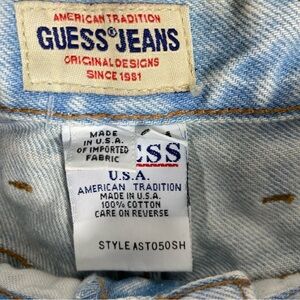 AMERICAN TRADITION
GUESS® JEANS
ORIGINAL DESIGNS
SINCE 1981
MADE
IN U.S.A.
OF IMPORTED
FABRIC
ESS
U.S.A.
AMERICAN TRADITION
MADE IN U.S.A.
100% COTTON
CARE ON REVERSE
STYLE AST050SH